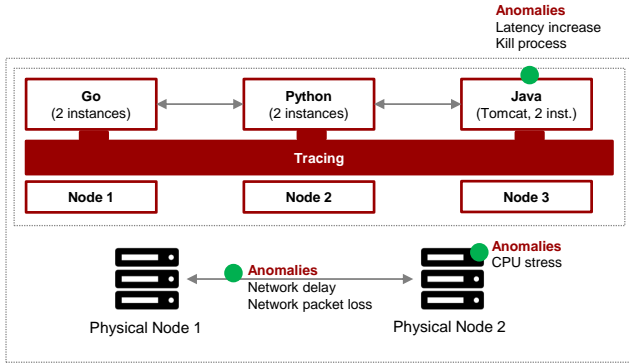 Anomalies
Latency increase
Kill process
Go
(2 instances)
Python
(2 instances)
Java
(Tomcat, 2 inst.)
Tracing
Node 1
Node 2
Node 3
Anomalies
CPU stress
Anomalies
Network delay
Network packet loss
Physical Node 1
Physical Node 2